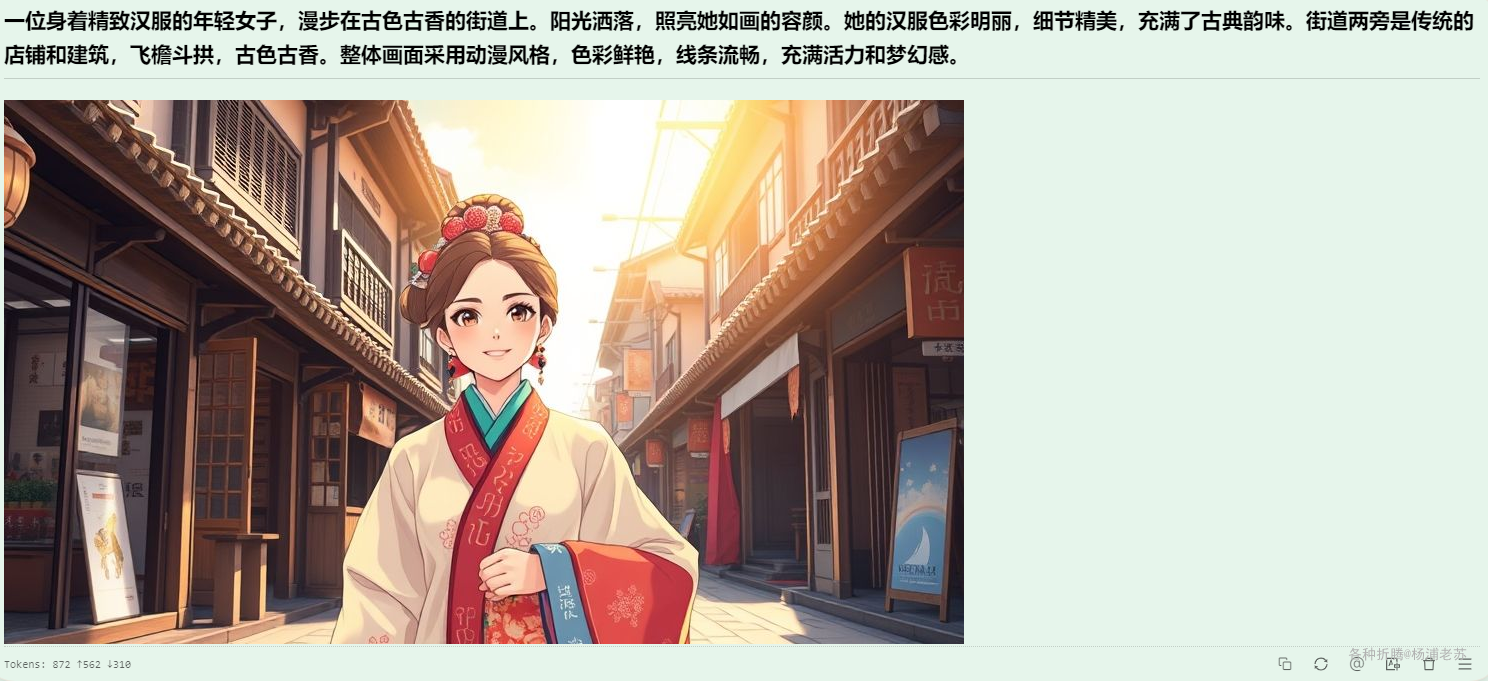 一位身着精致汉服的年轻女子，漫步在古色古香的街道上。阳光洒落，照亮她如画的容颜。她的汉服色彩明丽，细节精美，充满了古典韵味。街道两旁是传统的
店铺和建筑，飞檐斗拱，古色古香。整体画面采用动漫风格，色彩鲜艳，线条流畅，充满活力和梦幻感。
Tokens: 872 ↑562 ↓310
各种折腾@杨浦老苏